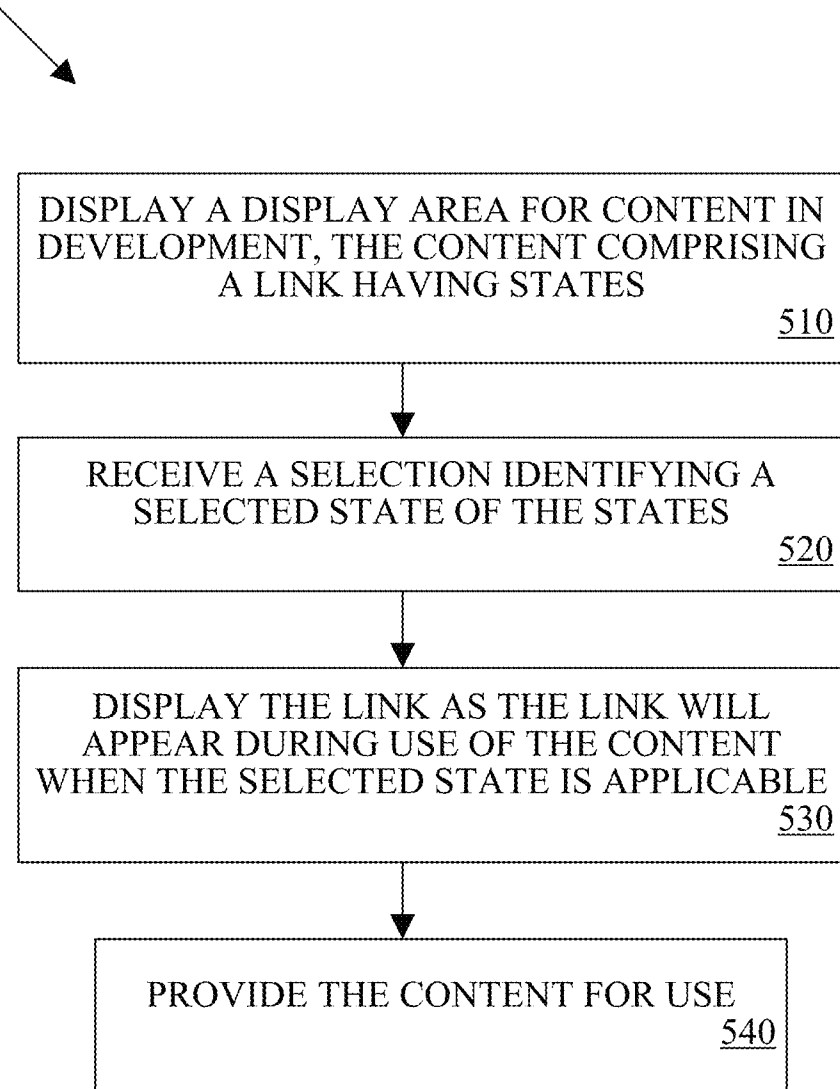 DISPLAY A DISPLAY AREA FOR CONTENT IN
DEVELOPMENT, THE CONTENT COMPRISING
A LINK HAVING STATES
510
RECEIVE A SELECTION IDENTIFYING A
SELECTED STATE OF THE STATES
520
DISPLAY THE LINK AS THE LINK WILL
APPEAR DURING USE OF THE CONTENT
WHEN THE SELECTED STATE IS APPLICABLE
530
PROVIDE THE CONTENT FOR USE
540